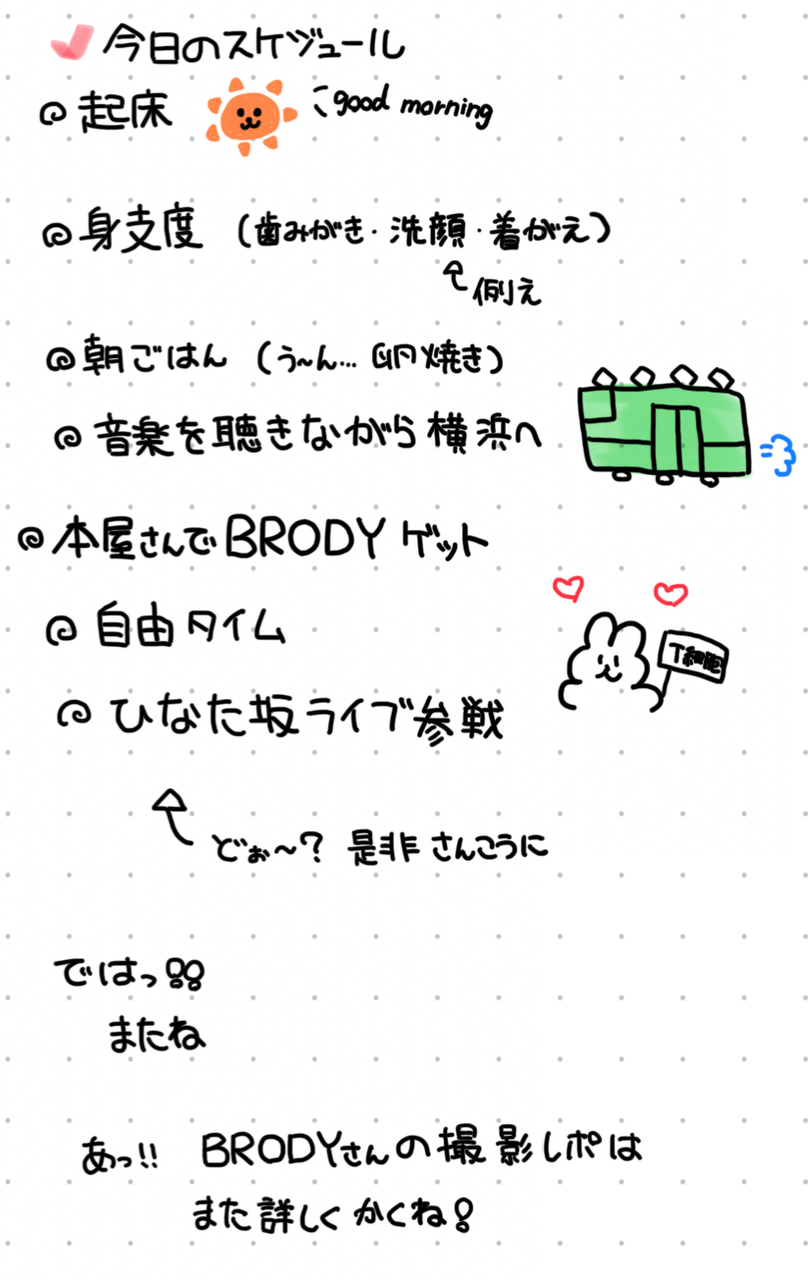 今日のスケジュール
起床 good morning
身支度 (歯みがき・洗顔・着がえ)
例え
朝ごはん (う~ん… 卵焼き)
音楽を聴きながら横浜へ
本屋さんでBRODYゲット
自由タイム
T細胞
ひなた坂ライブ参戦
どぉ~? 是非さんこうに
ではっ!!
またね
あっ!! BRODYさんの撮影レポは
また詳しくかくね!